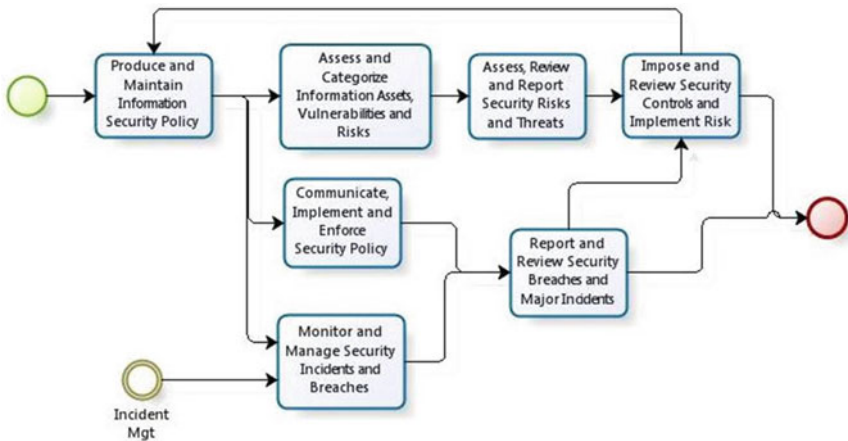 Produce and
Maintain
Information
Security Policy
Assess and
Categorize
Information Assets,
Vulnerabilities and
Risks
Assess, Review
and Report
Security Risks
and Threats
Impose and
Review Security
Controls and
Implement Risk
Communicate,
Implement and
Enforce
Security Policy
Report and
Review Security
Breaches and
Major Incidents
Monitor and
Manage Security
Incidents and
Breaches
Incident
Mgt